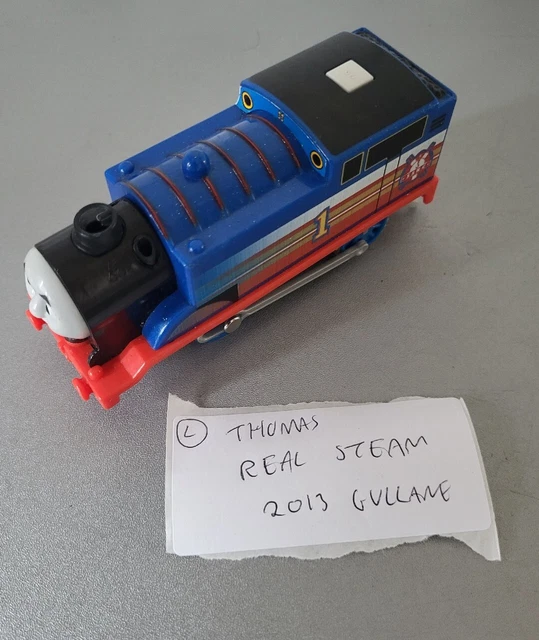 1
Ⓛ THOMAS
REAL STEAM
2013 GULLANE